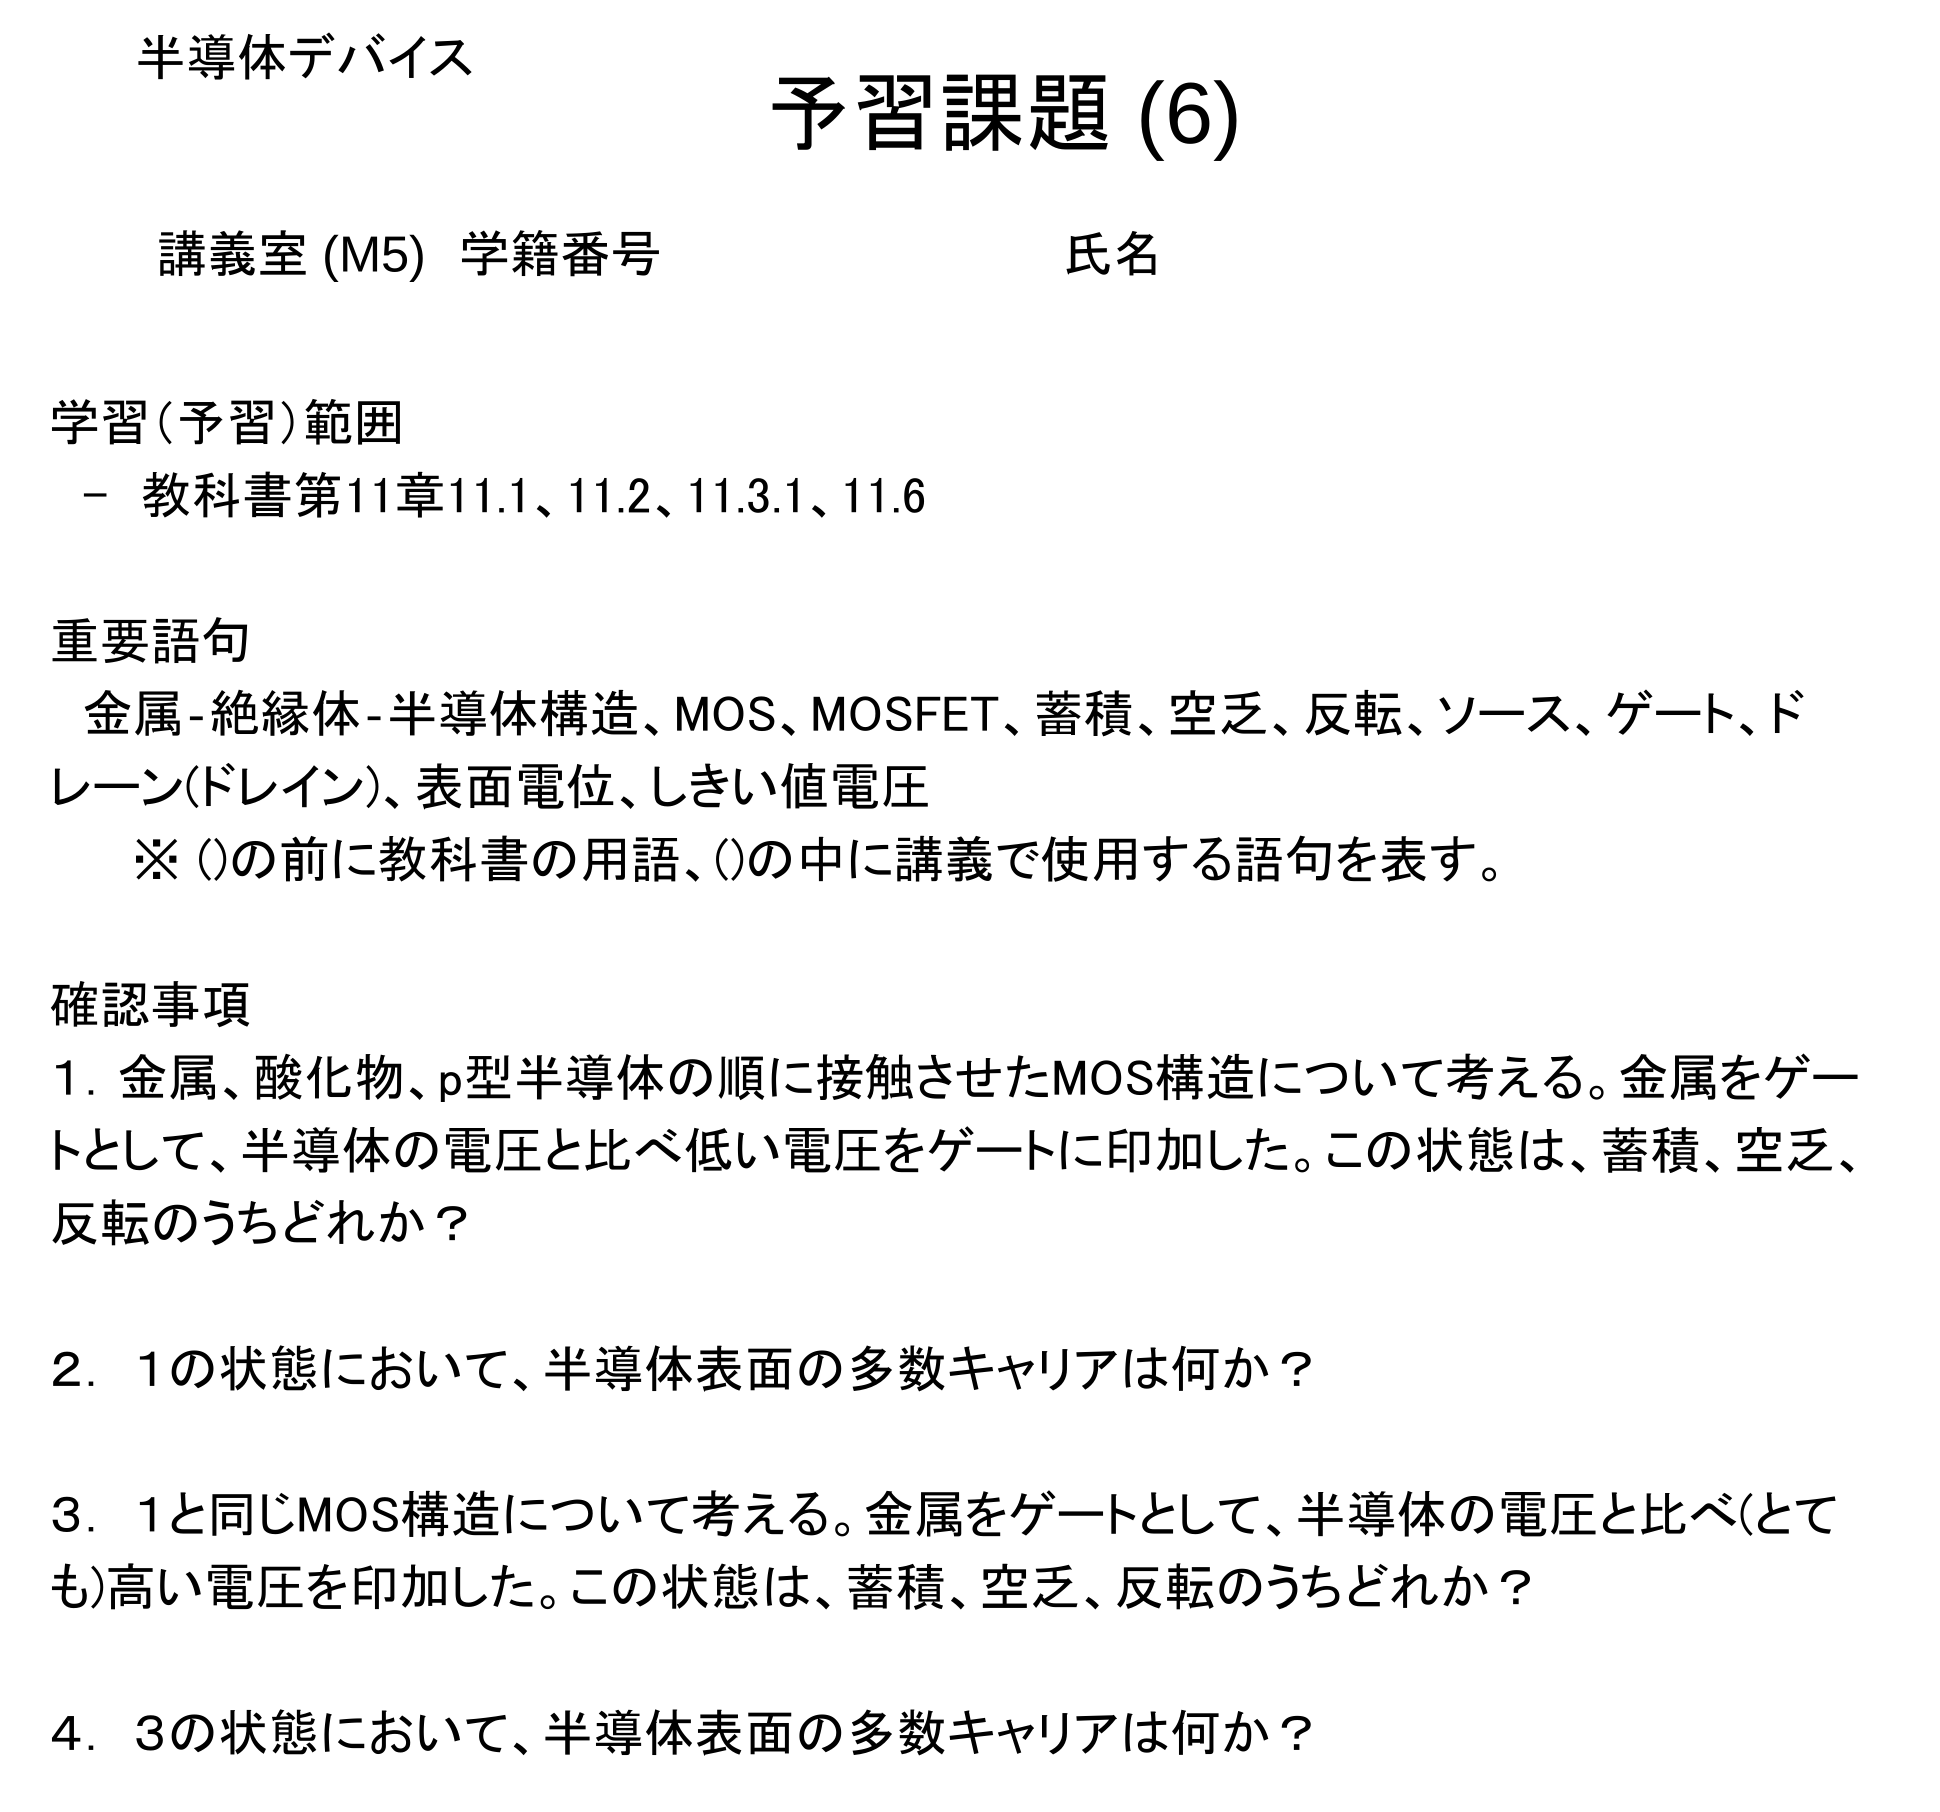 半導体デバイス
予習課題 (6)
講義室 (M5) 学籍番号 氏名
学習（予習）範囲
－ 教科書第11章11.1、11.2、11.3.1、11.6
重要語句
金属-絶縁体-半導体構造、MOS、MOSFET、蓄積、空乏、反転、ソース、ゲート、ド
レーン(ドレイン)、表面電位、しきい値電圧
※ ()の前に教科書の用語、()の中に講義で使用する語句を表す。
確認事項
１．金属、酸化物、p型半導体の順に接触させたMOS構造について考える。金属をゲー
トとして、半導体の電圧と比べ低い電圧をゲートに印加した。この状態は、蓄積、空乏、
反転のうちどれか？
２． １の状態において、半導体表面の多数キャリアは何か？
３． １と同じMOS構造について考える。金属をゲートとして、半導体の電圧と比べ(とて
も)高い電圧を印加した。この状態は、蓄積、空乏、反転のうちどれか？
４． ３の状態において、半導体表面の多数キャリアは何か？